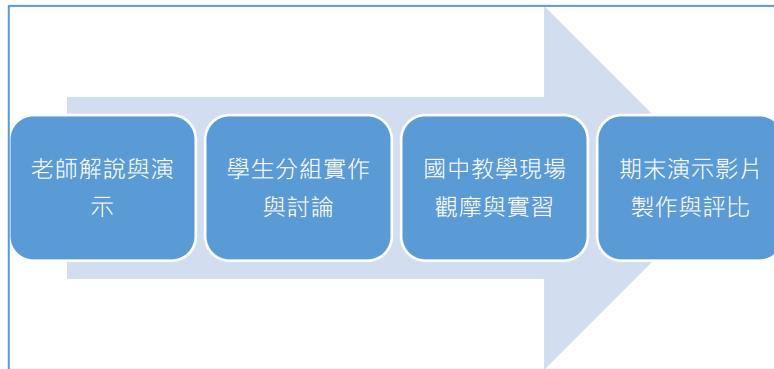 老師解說與演
示
學生分組實作
與討論
國中教學現場
觀摩與實習
期末演示影片
製作與評比